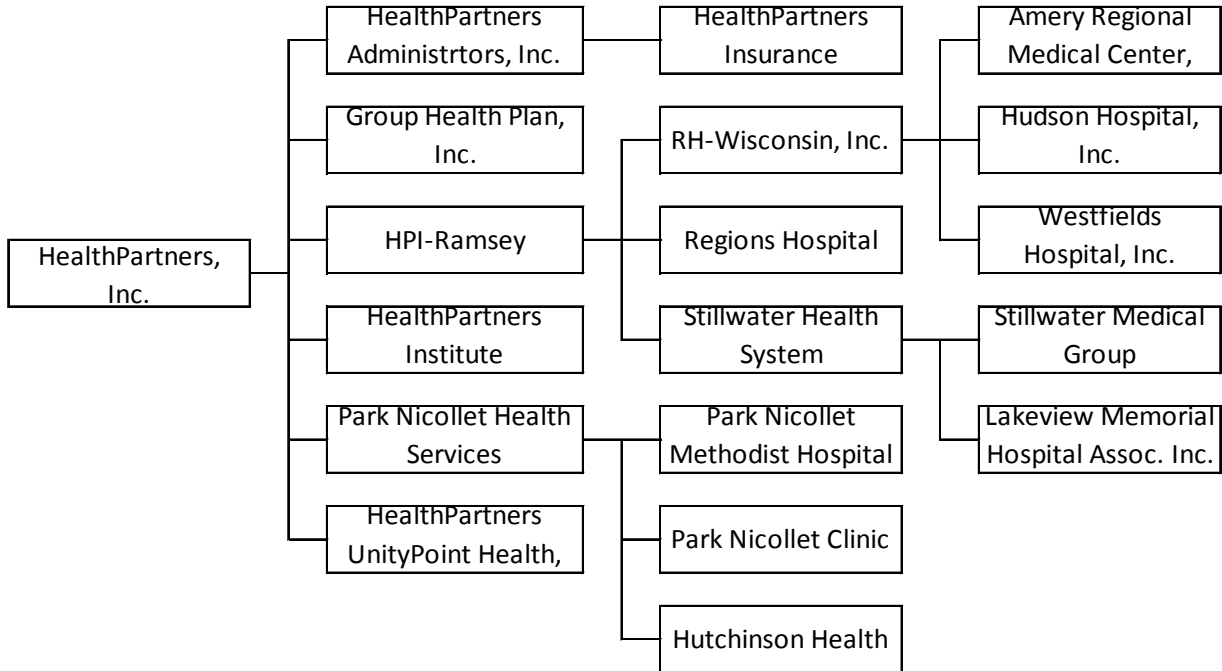 HealthPartners
Administrtors, Inc.
HealthPartners
Insurance
Amery Regional
Medical Center,
Group Health Plan,
Inc.
RH-Wisconsin, Inc.
Hudson Hospital,
Inc.
HealthPartners,
Inc.
HPI-Ramsey
Regions Hospital
Westfields
Hospital, Inc.
HealthPartners
Institute
Stillwater Health
System
Stillwater Medical
Group
Park Nicollet Health
Services
Park Nicollet
Methodist Hospital
Lakeview Memorial
Hospital Assoc. Inc.
HealthPartners
UnityPoint Health,
Park Nicollet Clinic
Hutchinson Health